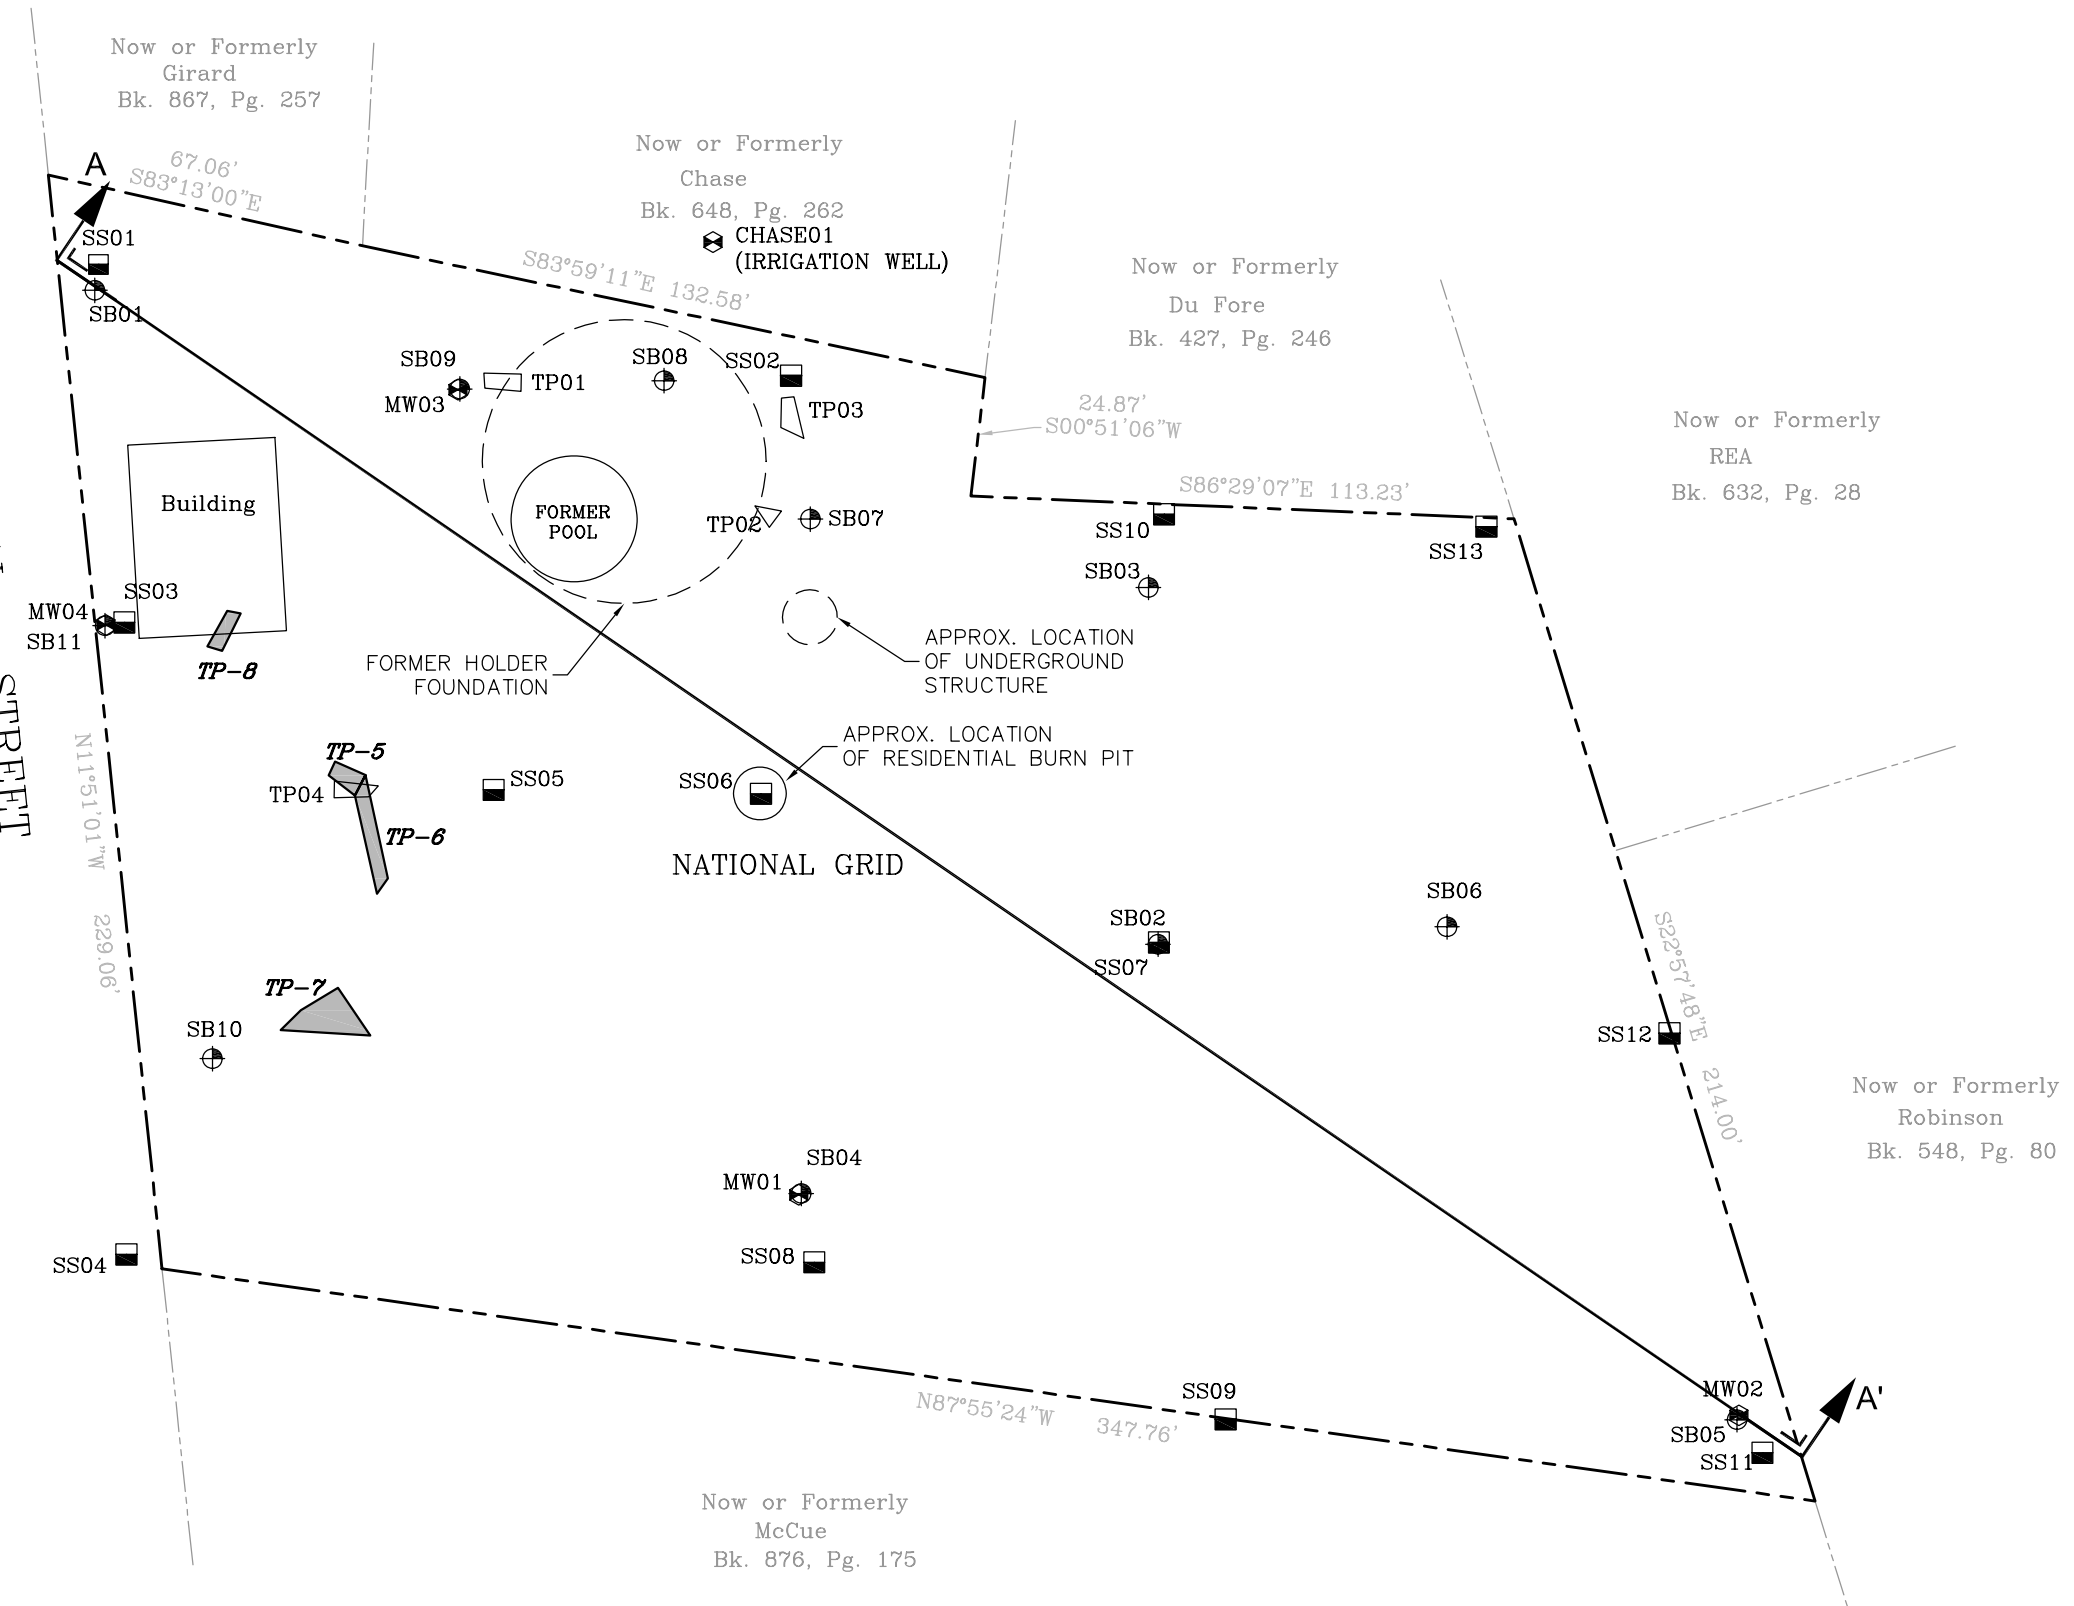 Now or Formerly
Girard
Bk. 867, Pg. 257
A
67.06'
S83°13'00"E
Now or Formerly
Chase
Bk. 648, Pg. 262
CHASE01
(IRRIGATION WELL)
SS01
SB01
S83°59'11"E 132.58'
Now or Formerly
Du Fore
Bk. 427, Pg. 246
SB09
MW03
TP01
SB08
SS02
TP03
24.87'
S00°51'06"W
Now or Formerly
REA
Bk. 632, Pg. 28
Building
FORMER
POOL
TP02
SB07
S86°29'07"E 113.23'
SS10
SS13
SB03
SS03
MW04
SB11
TP-8
FORMER HOLDER
FOUNDATION
APPROX. LOCATION
OF UNDERGROUND
STRUCTURE
STREET
N11°51'01"W 229.06'
TP-5
TP04
TP-6
SS05
SS06
APPROX. LOCATION
OF RESIDENTIAL BURN PIT
NATIONAL GRID
SB02
SS07
SB06
S22°57'48"E 214.00'
TP-7
SB10
SS12
Now or Formerly
Robinson
Bk. 548, Pg. 80
SB04
MW01
SS08
SS04
SS09
N87°55'24"W 347.76'
MW02
SB05
SS11
A'
Now or Formerly
McCue
Bk. 876, Pg. 175